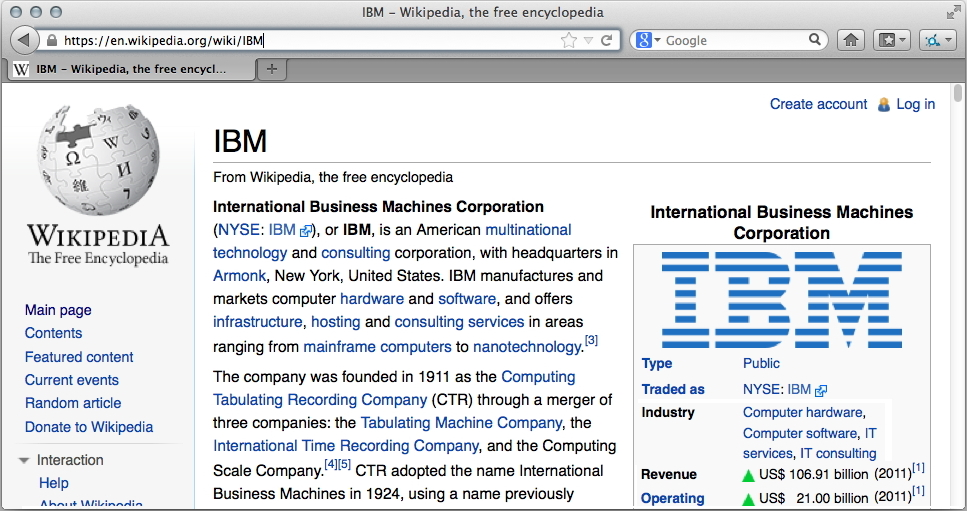 IBM – Wikipedia, the free encyclopedia
https://en.wikipedia.org/wiki/IBM
Google
W IBM – Wikipedia, the free encycl...
Create account Log in
WIKIPEDIA
The Free Encyclopedia
Main page
Contents
Featured content
Current events
Random article
Donate to Wikipedia
Interaction
Help
About Wikipedia
IBM
From Wikipedia, the free encyclopedia
International Business Machines Corporation
(NYSE: IBM), or IBM, is an American multinational
technology and consulting corporation, with headquarters in
Armonk, New York, United States. IBM manufactures and
markets computer hardware and software, and offers
infrastructure, hosting and consulting services in areas
ranging from mainframe computers to nanotechnology.[3]
The company was founded in 1911 as the Computing
Tabulating Recording Company (CTR) through a merger of
three companies: the Tabulating Machine Company, the
International Time Recording Company, and the Computing
Scale Company.[4][5] CTR adopted the name International
Business Machines in 1924, using a name previously
International Business Machines
Corporation
IBM
Type Public
Traded as NYSE: IBM
Industry Computer hardware,
Computer software, IT
services, IT consulting
Revenue US$ 106.91 billion (2011)[1]
Operating US$ 21.00 billion (2011)[1]